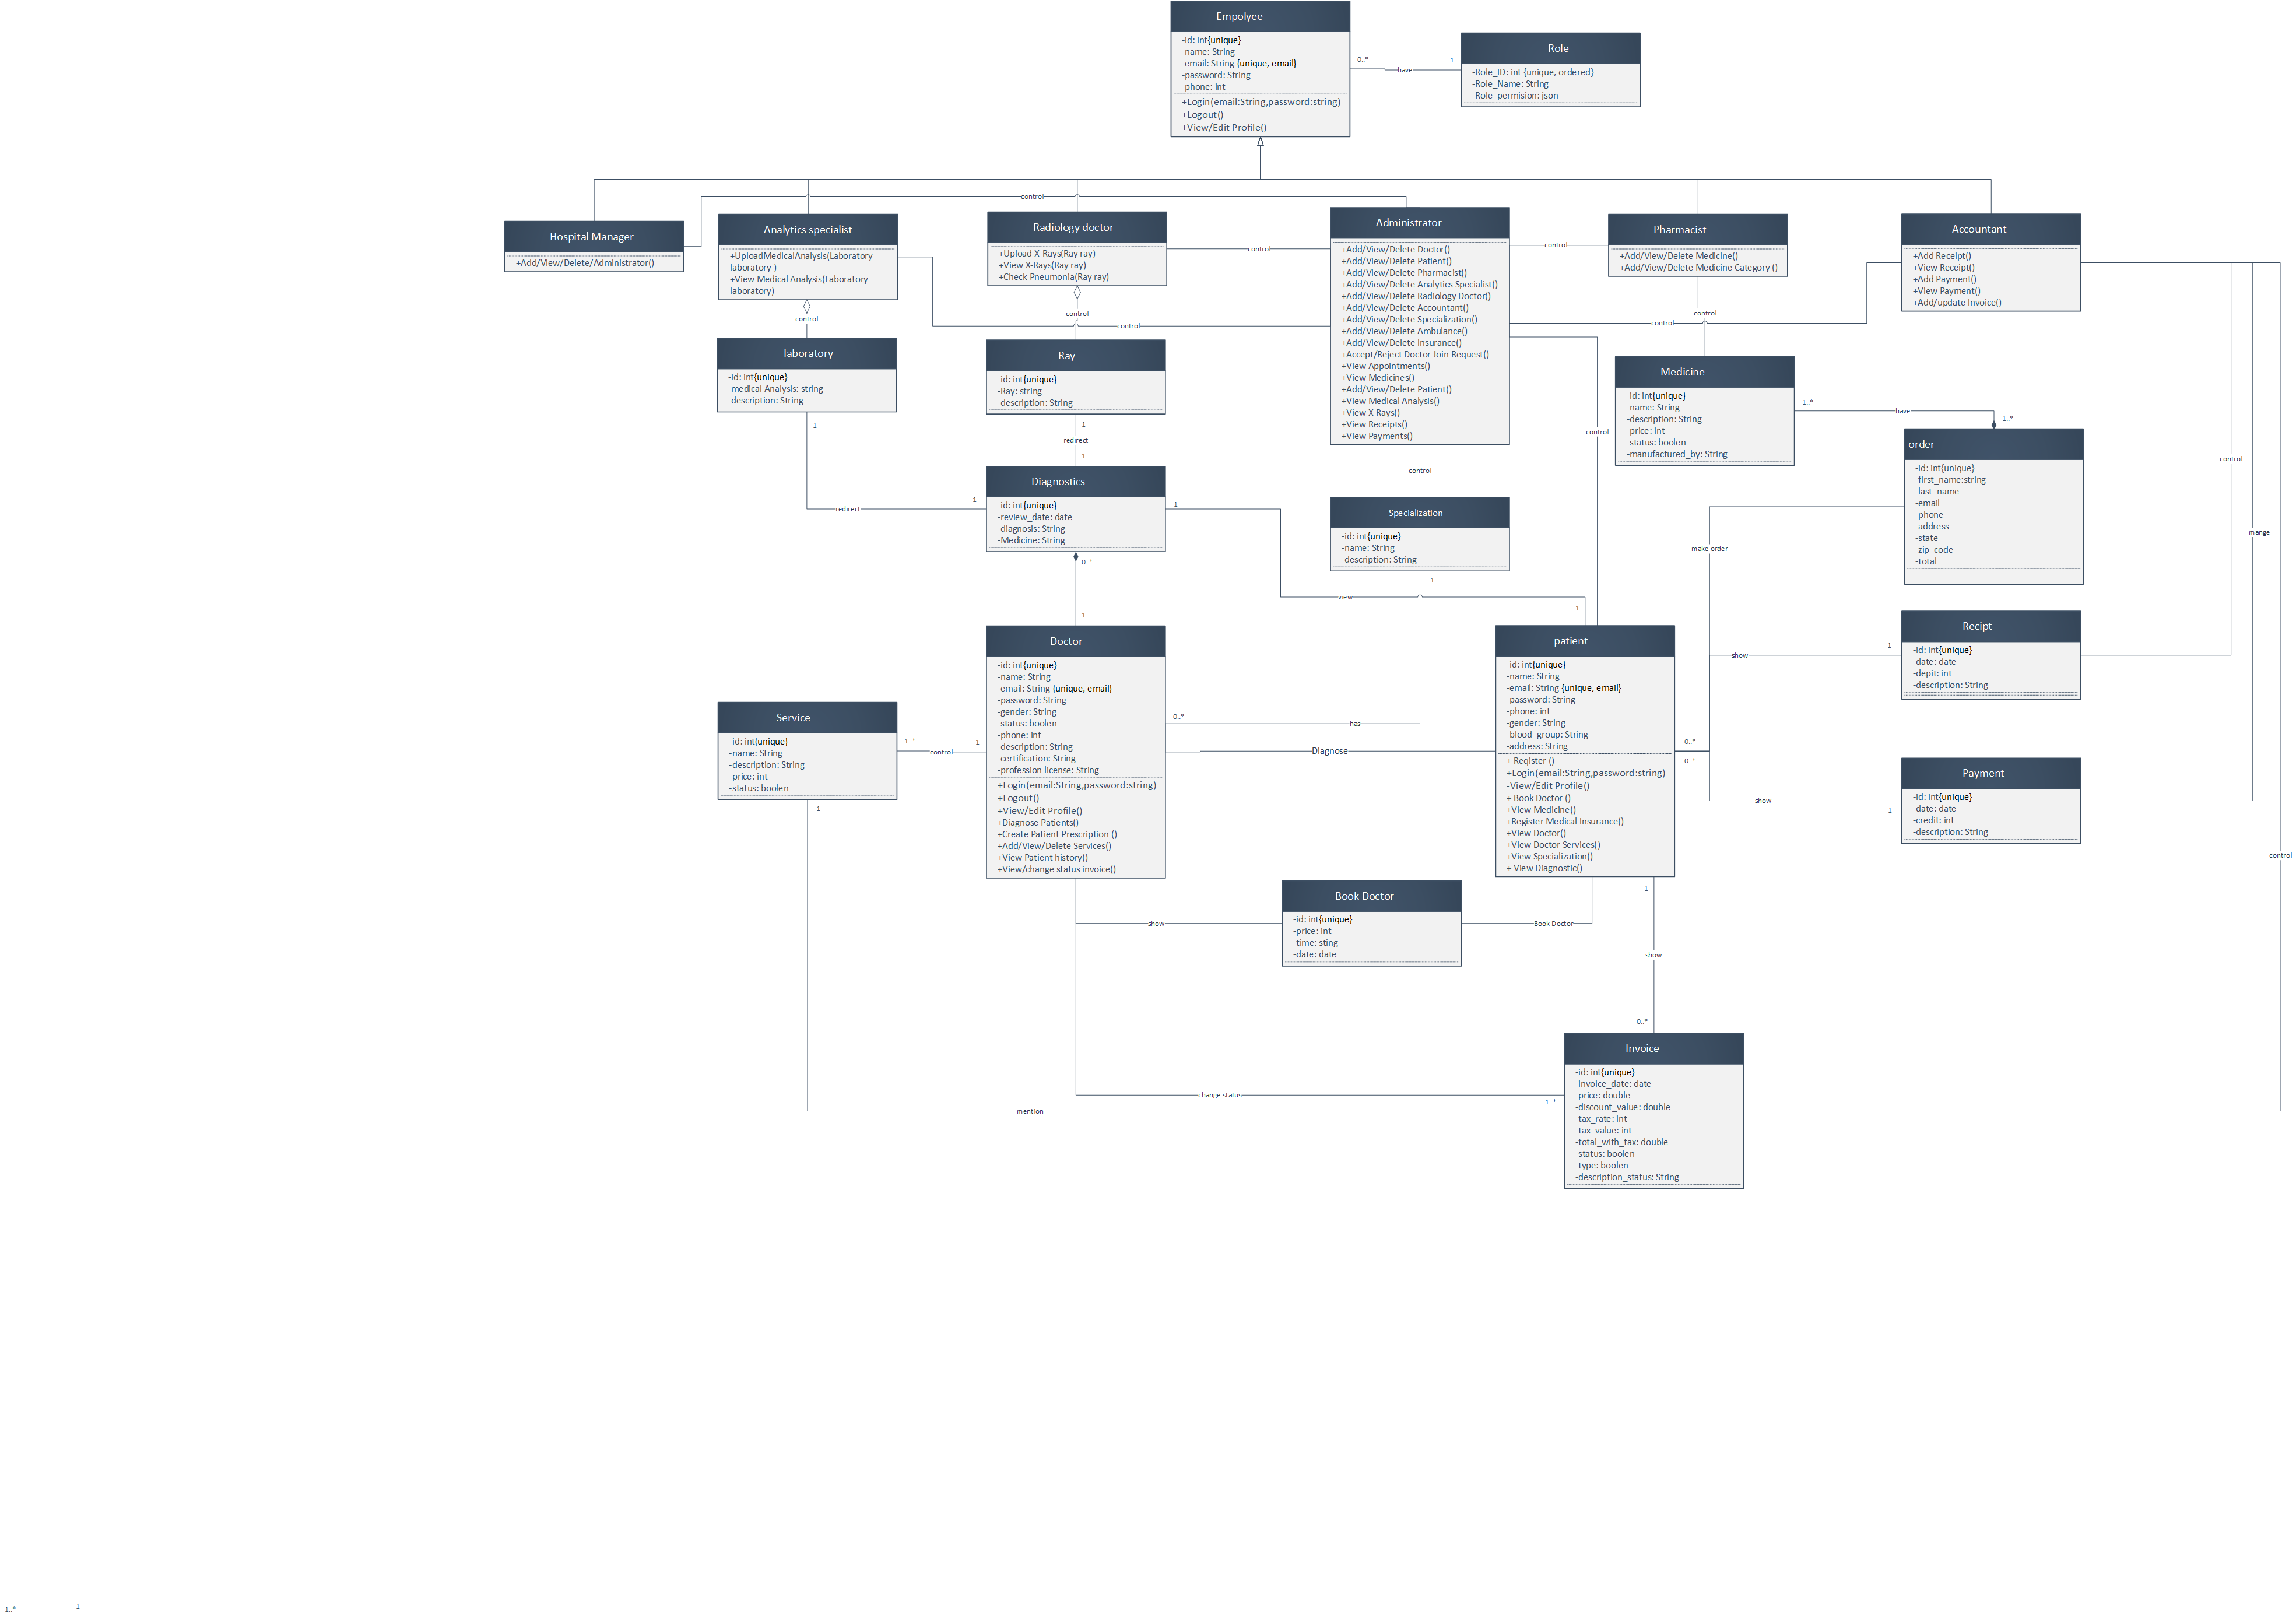 Empolyee
-id: int{unique}
-name: String
-email: String {unique, email}
-password: String
-phone: int
+Login(email:String,password:string)
+Logout()
+View/Edit Profile()
0..*
have
1
Role
-Role_ID: int {unique, ordered}
-Role_Name: String
-Role_permision: json
control
Hospital Manager
+Add/View/Delete/Administrator()
Analytics specialist
+UploadMedicalAnalysis(Laboratory
laboratory )
+View Medical Analysis(Laboratory
laboratory)
control
Radiology doctor
+Upload X-Rays(Ray ray)
+View X-Rays(Ray ray)
+Check Pneumonia(Ray ray)
control
control
control
Administrator
+Add/View/Delete Doctor()
+Add/View/Delete Patient()
+Add/View/Delete Pharmacist()
+Add/View/Delete Analytics Specialist()
+Add/View/Delete Radiology Doctor()
+Add/View/Delete Accountant()
+Add/View/Delete Specialization()
+Add/View/Delete Ambulance()
+Add/View/Delete Insurance()
+Accept/Reject Doctor Join Request()
+View Appointments()
+View Medicines()
+Add/View/Delete Patient()
+View Medical Analysis()
+View X-Rays()
+View Receipts()
+View Payments()
control
Pharmacist
+Add/View/Delete Medicine()
+Add/View/Delete Medicine Category ()
control
control
Accountant
+Add Receipt()
+View Receipt()
+Add Payment()
+View Payment()
+Add/update Invoice()
laboratory
-id: int{unique}
-medical Analysis: string
-description: String
1
Ray
-id: int{unique}
-Ray: string
-description: String
1
redirect
1
Medicine
-id: int{unique}
-name: String
-description: String
-price: int
-status: boolen
-manufactured_by: String
1..*
have
1..*
control
control
order
-id: int{unique}
-first_name:string
-last_name
-email
-phone
-address
-state
-zip_code
-total
control
mange
control
Diagnostics
-id: int{unique}
-review_date: date
-diagnosis: String
-Medicine: String
1
redirect
1
0..*
1
Specialization
-id: int{unique}
-name: String
-description: String
1
view
1
make order
Doctor
-id: int{unique}
-name: String
-email: String {unique, email}
-password: String
-gender: String
-status: boolen
-phone: int
-description: String
-certification: String
-profession license: String
+Login(email:String,password:string)
+Logout()
+View/Edit Profile()
+Diagnose Patients()
+Create Patient Prescription ()
+Add/View/Delete Services()
+View Patient history()
+View/change status invoice()
0..*
has
Diagnose
patient
-id: int{unique}
-name: String
-email: String {unique, email}
-password: String
-phone: int
-gender: String
-blood_group: String
-address: String
+ Reqister ()
+Login(email:String,password:string)
-View/Edit Profile()
+ Book Doctor ()
+View Medicine()
+Register Medical Insurance()
+View Doctor()
+View Doctor Services()
+View Specialization()
+ View Diagnostic()
0..*
0..*
show
1
Recipt
-id: int{unique}
-date: date
-depit: int
-description: String
Service
-id: int{unique}
-name: String
-description: String
-price: int
-status: boolen
1..*
control
1
1
show
1
Payment
-id: int{unique}
-date: date
-credit: int
-description: String
control
show
Book Doctor
-id: int{unique}
-price: int
-time: sting
-date: date
Book Doctor
1
show
0..*
Invoice
-id: int{unique}
-invoice_date: date
-price: double
-discount_value: double
-tax_rate: int
-tax_value: int
-total_with_tax: double
-status: boolen
-type: boolen
-description_status: String
change status
1..*
mention
1..*
1